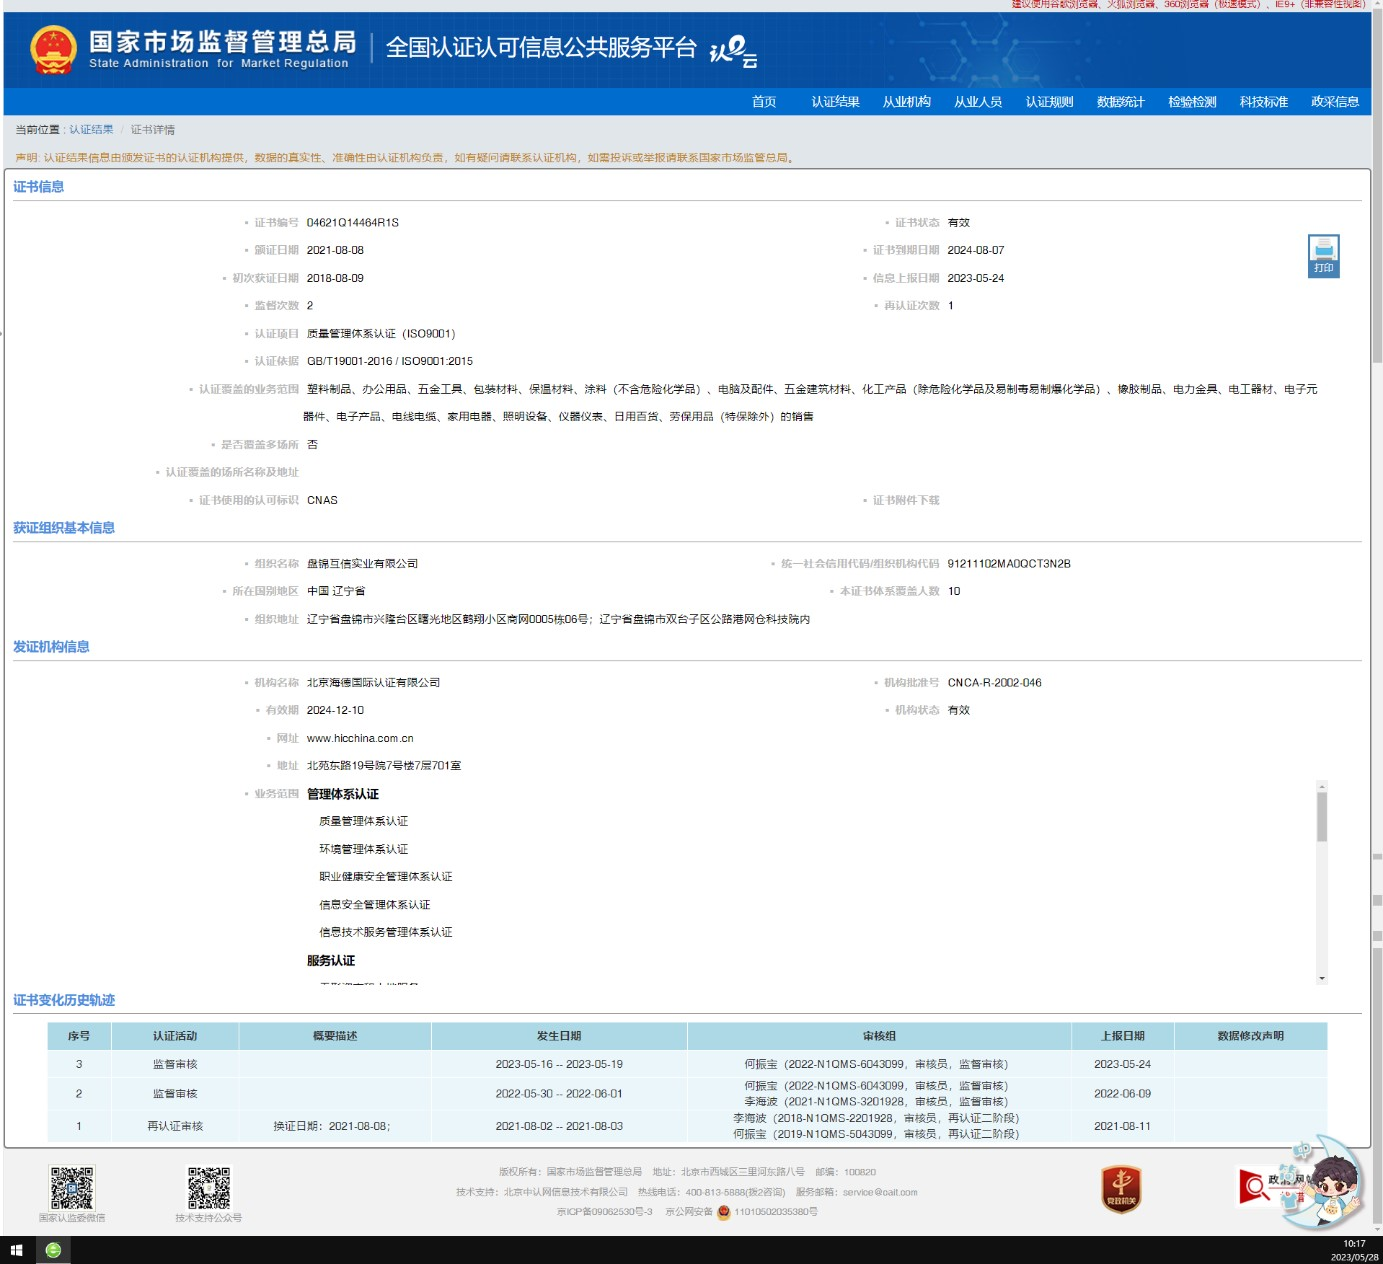 建议使用谷歌浏览器、火狐浏览器、360浏览器（极速模式）、IE9+（非兼容性视图）
国家市场监督管理总局
State Administration for Market Regulation
全国认证认可信息公共服务平台
认e云
首页 认证结果 从业机构 从业人员 认证规则 数据统计 检验检测 科技标准 政采信息
当前位置：认证结果 / 证书详情
声明: 认证结果信息由颁发证书的认证机构提供，数据的真实性、准确性由认证机构负责，如有疑问请联系认证机构，如需投诉或举报请联系国家市场监管总局。
证书信息
证书编号 04621Q14464R1S 证书状态 有效
颁证日期 2021-08-08 证书到期日期 2024-08-07
打印
初次获证日期 2018-08-09 信息上报日期 2023-05-24
监督次数 2 再认证次数 1
认证项目 质量管理体系认证（ISO9001）
认证依据 GB/T19001-2016 / ISO9001:2015
认证覆盖的业务范围 塑料制品、办公用品、五金工具、包装材料、保温材料、涂料（不含危险化学品）、电脑及配件、五金建筑材料、化工产品（除危险化学品及易制毒易制爆化学品）、橡胶制品、电力金具、电工器材、电子元
器件、电子产品、电线电缆、家用电器、照明设备、仪器仪表、日用百货、劳保用品（特保除外）的销售
是否覆盖多场所 否
认证覆盖的场所名称及地址
证书使用的认可标识 CNAS 证书附件下载
获证组织基本信息
组织名称 盘锦互信实业有限公司 统一社会信用代码/组织机构代码 91211102MA0QCT3N2B
所在国别地区 中国 辽宁省 本证书体系覆盖人数 10
组织地址 辽宁省盘锦市兴隆台区曙光地区鹤翔小区商网0005栋06号；辽宁省盘锦市双台子区公路港网仓科技院内
发证机构信息
机构名称 北京海德国际认证有限公司 机构批准号 CNCA-R-2002-046
有效期 2024-12-10 机构状态 有效
网址 www.hicchina.com.cn
地址 北苑东路19号院7号楼7层701室
业务范围 管理体系认证
质量管理体系认证
环境管理体系认证
职业健康安全管理体系认证
信息安全管理体系认证
信息技术服务管理体系认证
服务认证
证书变化历史轨迹
序号 认证活动 概要描述 发生日期 审核组 上报日期 数据修改声明
3 监督审核 2023-05-16 -- 2023-05-19 何振宝（2022-N1QMS-6043099，审核员，监督审核） 2023-05-24
2 监督审核 2022-05-30 -- 2022-06-01 何振宝（2022-N1QMS-6043099，审核员，监督审核） 2022-06-09
李海波（2021-N1QMS-3201928，审核员，监督审核）
1 再认证审核 换证日期：2021-08-08; 2021-08-02 -- 2021-08-03 李海波（2018-N1QMS-2201928，审核员，再认证二阶段） 2021-08-11
何振宝（2019-N1QMS-5043099，审核员，再认证二阶段）
版权所有：国家市场监督管理总局 地址：北京市西城区三里河东路八号 邮编：100820
技术支持：北京中认网信息技术有限公司 热线电话：400-813-5888(拨2咨询) 服务邮箱：service@cait.com
京ICP备09063530号-3 京公网安备 11010502035380号
国家认监委微信 技术支持公众号
党政机关
10:17
2023/05/28